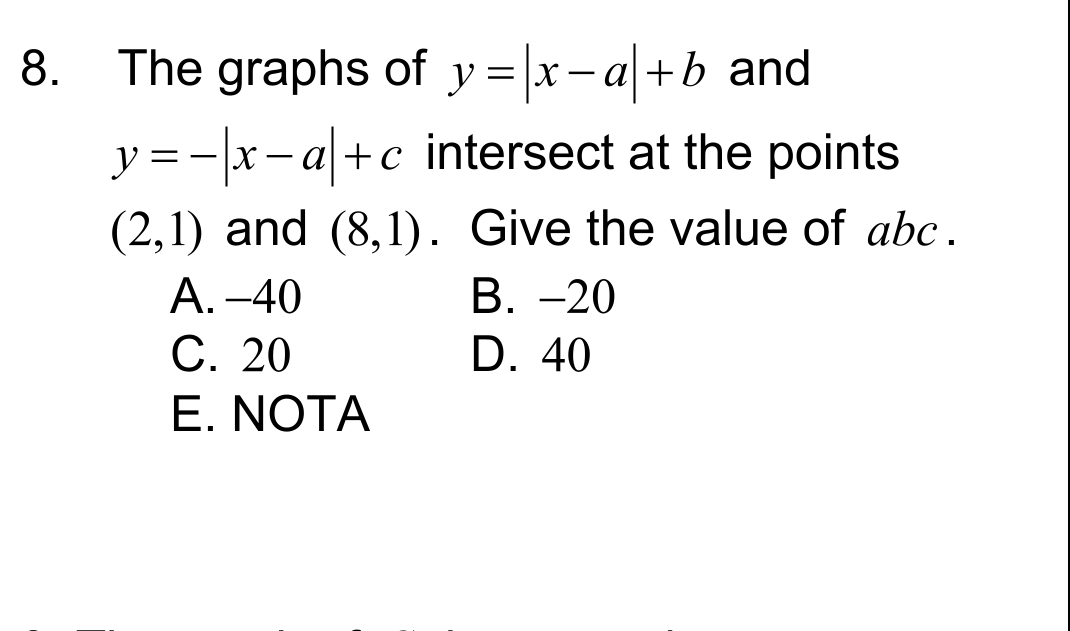 8. The graphs of y = |x − a| + b and
y = −|x − a| + c intersect at the points
(2,1) and (8,1). Give the value of abc.
A. –40 B. –20
C. 20 D. 40
E. NOTA